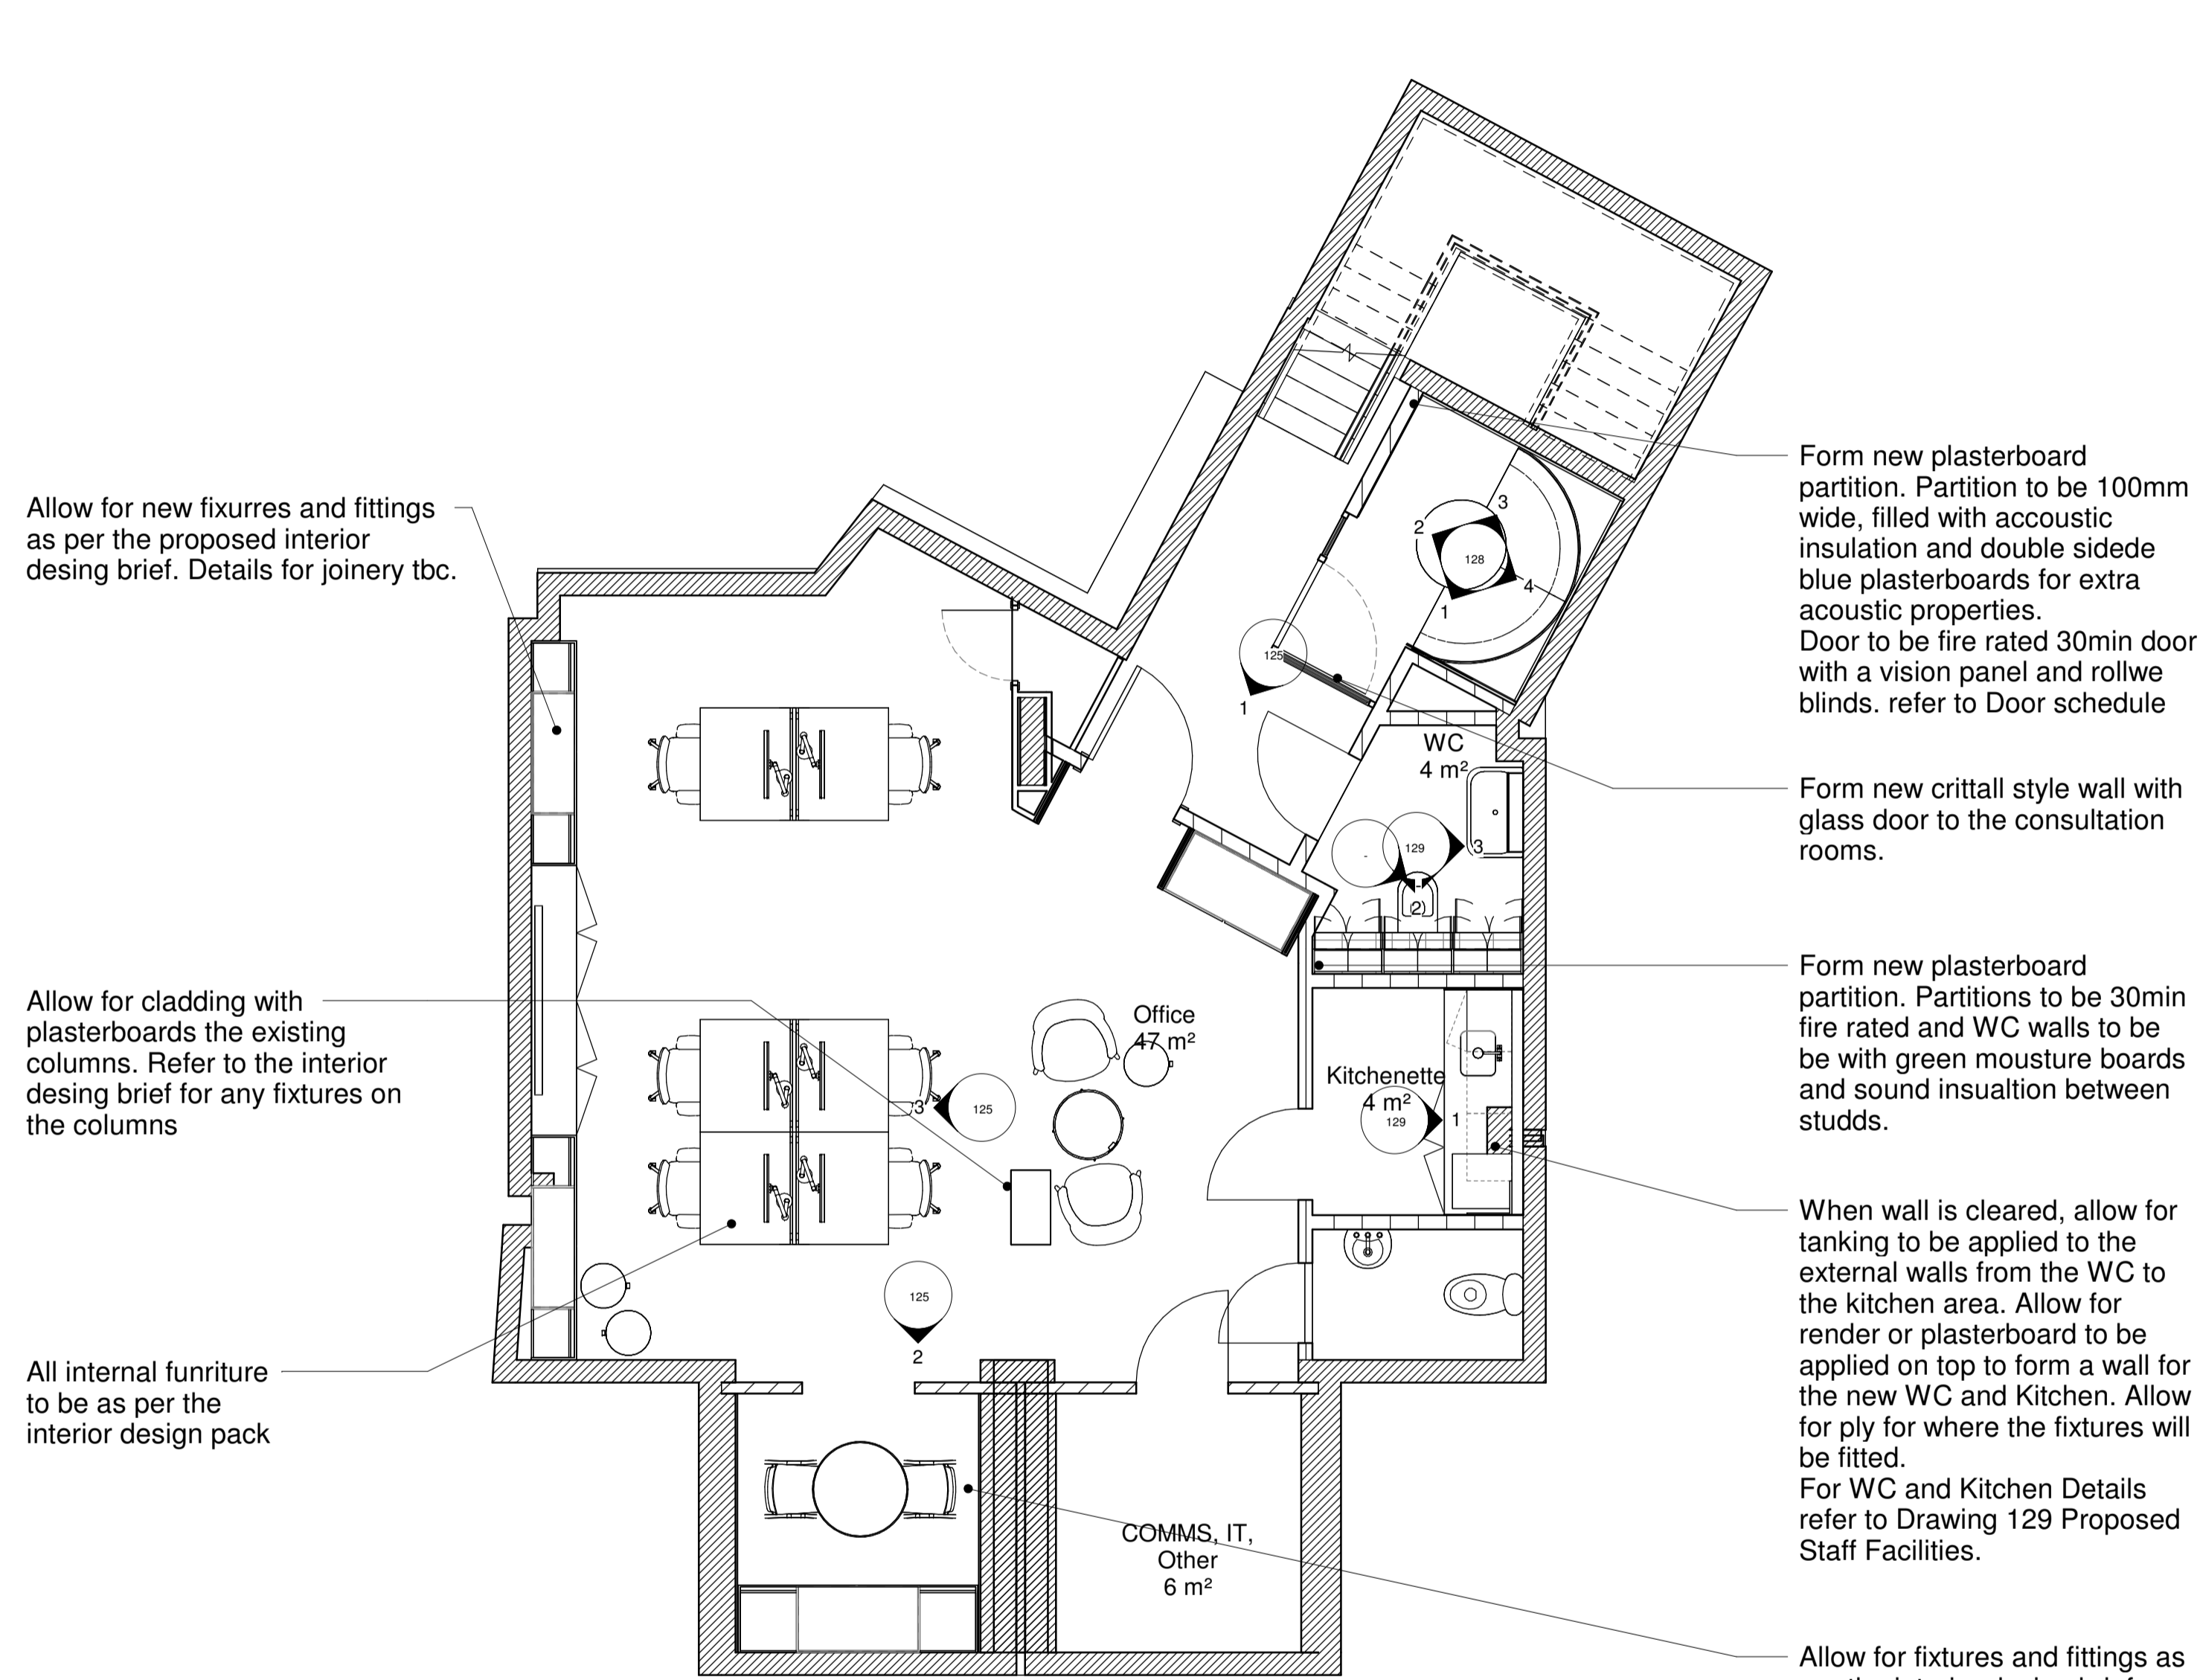 Allow for new fixurres and fittings
as per the proposed interior
desing brief. Details for joinery tbc.
Allow for cladding with
plasterboards the existing
columns. Refer to the interior
desing brief for any fixtures on
the columns
All internal funriture
to be as per the
interior design pack
3
2
128
4
1
125
1
WC
4 m²
129
3
-
2
Office
47 m²
Kitchenette
4 m²
129
1
3
125
125
2
COMMS, IT,
Other
6 m²
Form new plasterboard
partition. Partition to be 100mm
wide, filled with accoustic
insulation and double sidede
blue plasterboards for extra
acoustic properties.
Door to be fire rated 30min door
with a vision panel and rollwe
blinds. refer to Door schedule
Form new crittall style wall with
glass door to the consultation
rooms.
Form new plasterboard
partition. Partitions to be 30min
fire rated and WC walls to be
be with green mousture boards
and sound insualtion between
studds.
When wall is cleared, allow for
tanking to be applied to the
external walls from the WC to
the kitchen area. Allow for
render or plasterboard to be
applied on top to form a wall for
the new WC and Kitchen. Allow
for ply for where the fixtures will
be fitted.
For WC and Kitchen Details
refer to Drawing 129 Proposed
Staff Facilities.
Allow for fixtures and fittings as